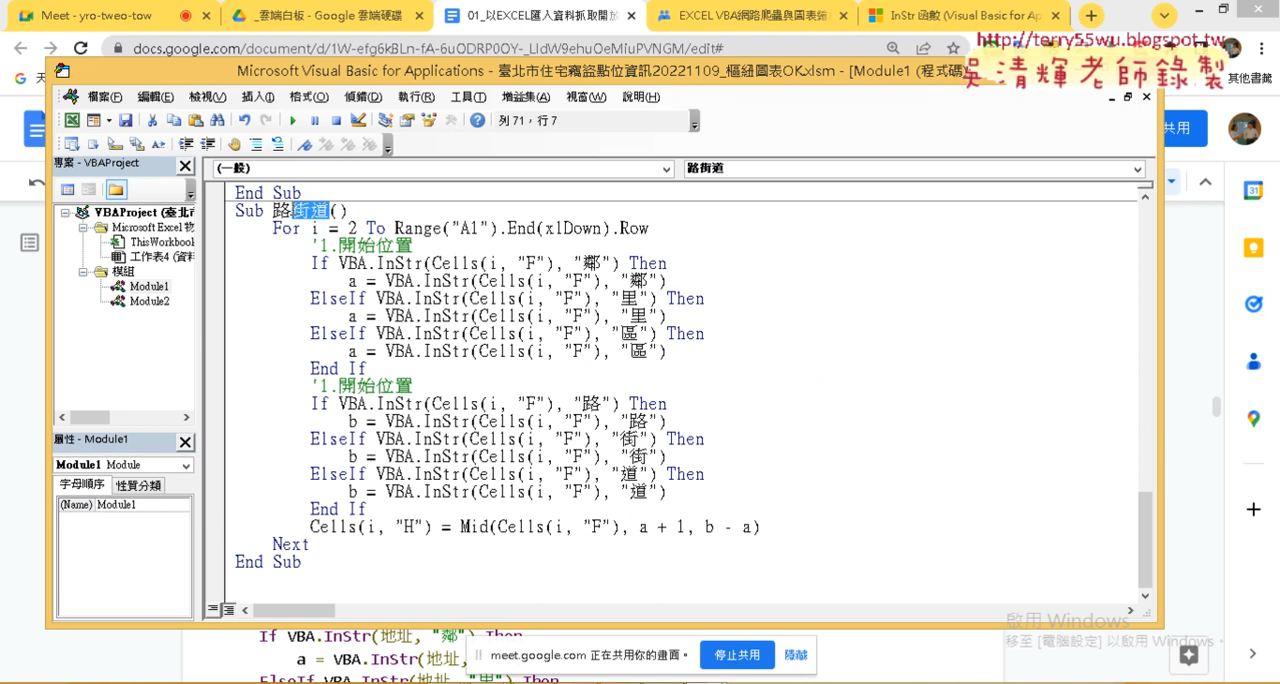 Meet - yro-tweo-tow
_雲端白板 - Google 雲端硬碟
01_以EXCEL匯入資料抓取開放
EXCEL VBA網路爬蟲與圖表
InStr 函數 (Visual Basic for Ap
docs.google.com/document/d/1W-efg6kBLn-fA-6uODRP0OY-_LIdW9ehuOeMiuPVNGM/edit#
http://terry55wu.blogspot.tw
吳清輝老師錄製
其他書籤
Microsoft Visual Basic for Applications - 臺北市住宅竊盜點位資訊20221109_樞紐圖表OK.xlsm - [Module1 (程式碼)
檔案(F) 編輯(E) 檢視(V) 插入(I) 格式(O) 偵錯(D) 執行(R) 工具(T) 增益集(A) 視窗(W) 說明(H)
列 71，行 7
共用
專案 - VBAProject
(一般)
路街道
VBAProject (臺北市
Microsoft Excel 物
ThisWorkbook
工作表4 (資料
模組
Module1
Module2
屬性 - Module1
Module1 Module
字母順序 性質分類
(Name) Module1
End Sub
Sub 路街道()
For i = 2 To Range("A1").End(xlDown).Row
'1.開始位置
If VBA.InStr(Cells(i, "F"), "鄰") Then
a = VBA.InStr(Cells(i, "F"), "鄰")
ElseIf VBA.InStr(Cells(i, "F"), "里") Then
a = VBA.InStr(Cells(i, "F"), "里")
ElseIf VBA.InStr(Cells(i, "F"), "區") Then
a = VBA.InStr(Cells(i, "F"), "區")
End If
'1.開始位置
If VBA.InStr(Cells(i, "F"), "路") Then
b = VBA.InStr(Cells(i, "F"), "路")
ElseIf VBA.InStr(Cells(i, "F"), "街") Then
b = VBA.InStr(Cells(i, "F"), "街")
ElseIf VBA.InStr(Cells(i, "F"), "道") Then
b = VBA.InStr(Cells(i, "F"), "道")
End If
Cells(i, "H") = Mid(Cells(i, "F"), a + 1, b - a)
Next
End Sub
啟用 Windows
移至 [電腦設定] 以啟用 Windows。
If VBA.InStr(地址, "鄰") Then
a = VBA.InStr(地址,
ElseIf VBA.InStr(地址, "里") Then
meet.google.com 正在共用你的畫面。
停止共用
隱藏